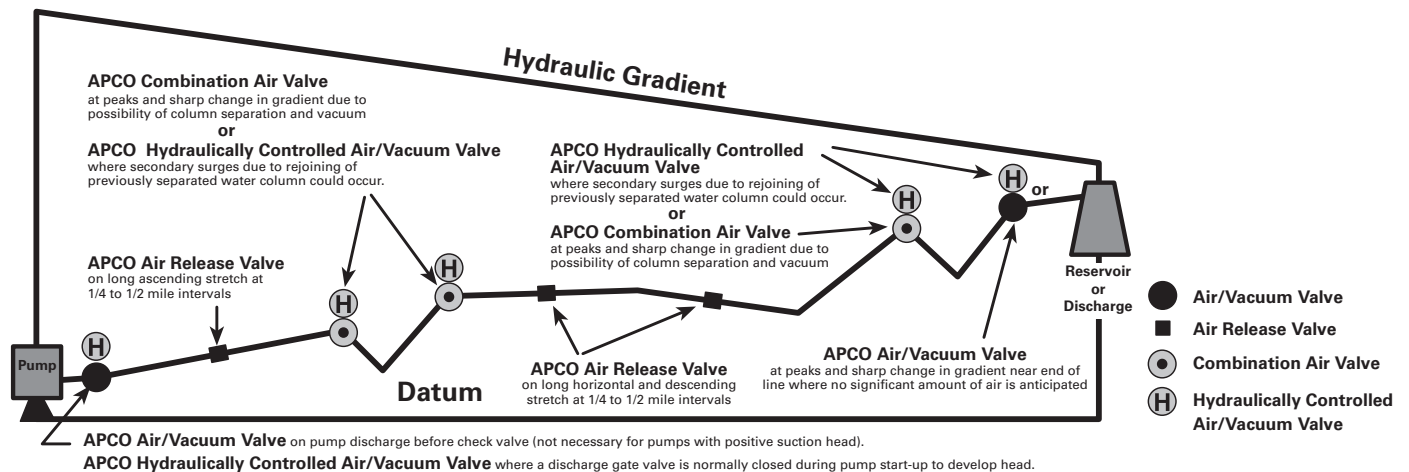 Hydraulic Gradient
APCO Combination Air Valve
at peaks and sharp change in gradient due to
possibility of column separation and vacuum
or
APCO Hydraulically Controlled Air/Vacuum Valve
where secondary surges due to rejoining of
previously separated water column could occur.
APCO Hydraulically Controlled
Air/Vacuum Valve
where secondary surges due to rejoining of
previously separated water column could occur.
or
APCO Combination Air Valve
at peaks and sharp change in gradient due to
possibility of column separation and vacuum
H
or
H
H
H
APCO Air Release Valve
on long ascending stretch at
1/4 to 1/2 mile intervals
Reservoir
or
Discharge
Pump
H
Datum
APCO Air Release Valve
on long horizontal and descending
stretch at 1/4 to 1/2 mile intervals
APCO Air/Vacuum Valve
at peaks and sharp change in gradient near end of
line where no significant amount of air is anticipated
Air/Vacuum Valve
Air Release Valve
Combination Air Valve
H Hydraulically Controlled
Air/Vacuum Valve
APCO Air/Vacuum Valve on pump discharge before check valve (not necessary for pumps with positive suction head).
APCO Hydraulically Controlled Air/Vacuum Valve where a discharge gate valve is normally closed during pump start-up to develop head.